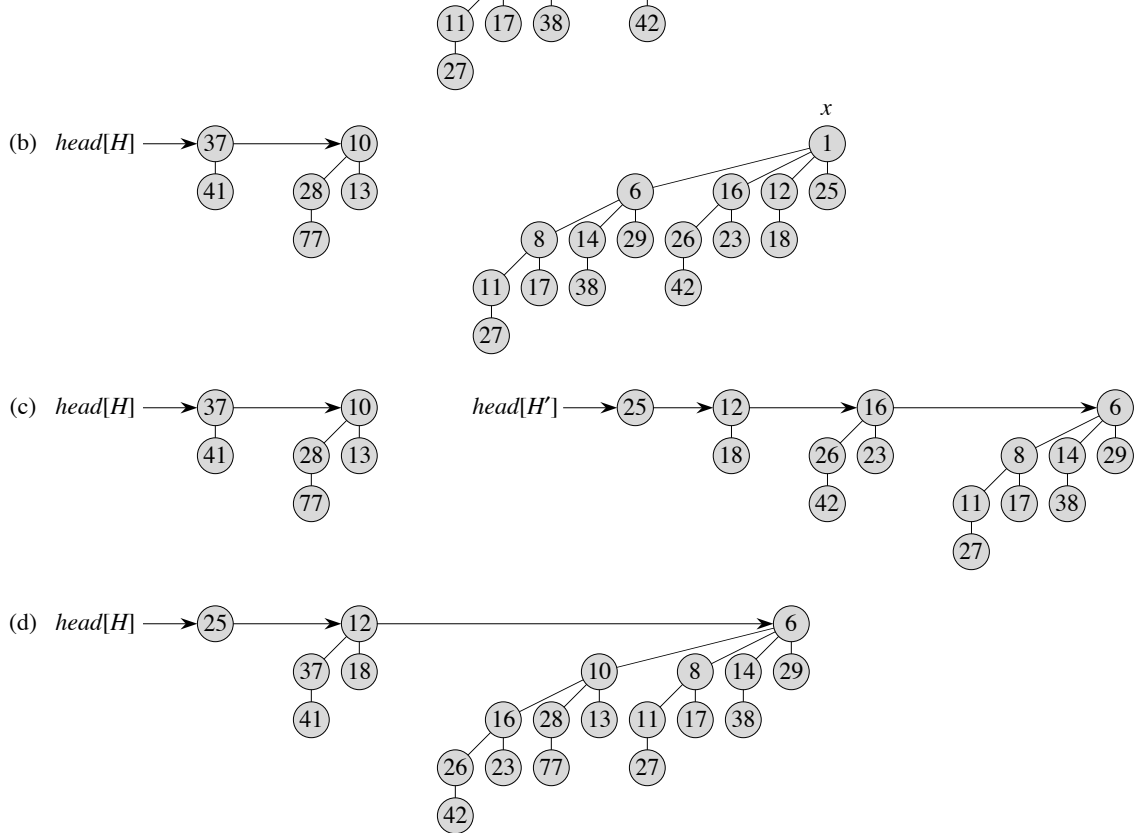 11 17 38 42
27
x
(b) head[H] 37 10 1
41 28 13 6 16 12 25
77 8 14 29 26 23 18
11 17 38 42
27
(c) head[H] 37 10 head[H′] 25 12 16 6
41 28 13 18 26 23 8 14 29
77 42 11 17 38
27
(d) head[H] 25 12 6
37 18 10 8 14 29
41 16 28 13 11 17 38
26 23 77 27
42